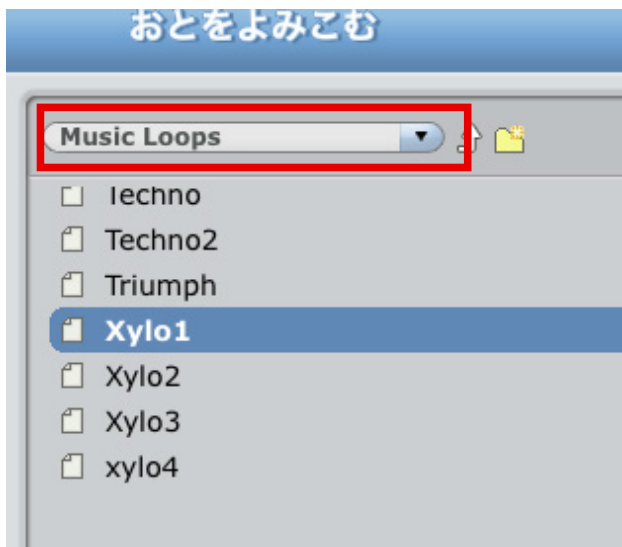 おとをよみこむ
Music Loops
Techno
Techno2
Triumph
Xylo1
Xylo2
Xylo3
xylo4